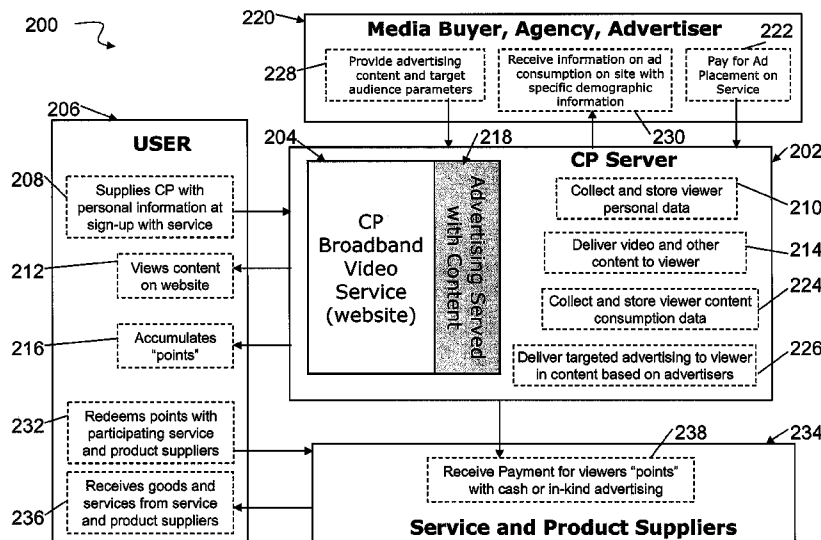 200
220
Media Buyer, Agency, Advertiser
222
228
Provide advertising
content and target
audience parameters
Receive information on ad
consumption on site with
specific demographic
information
Pay for Ad
Placement on
Service
230
206
USER
208
Supplies CP with
personal information at
sign-up with service
212
Views content
on website
216
Accumulates
"points"
232
Redeems points with
participating service
and product suppliers
236
Receives goods and
services from service
and product suppliers
204
218
CP Server
202
CP
Broadband
Video
Service
(website)
Advertising Served
with Content
Collect and store viewer
personal data
210
Deliver video and other
content to viewer
214
Collect and store viewer content
consumption data
224
Deliver targeted advertising to viewer
in content based on advertisers
226
238
234
Receive Payment for viewers "points"
with cash or in-kind advertising
Service and Product Suppliers